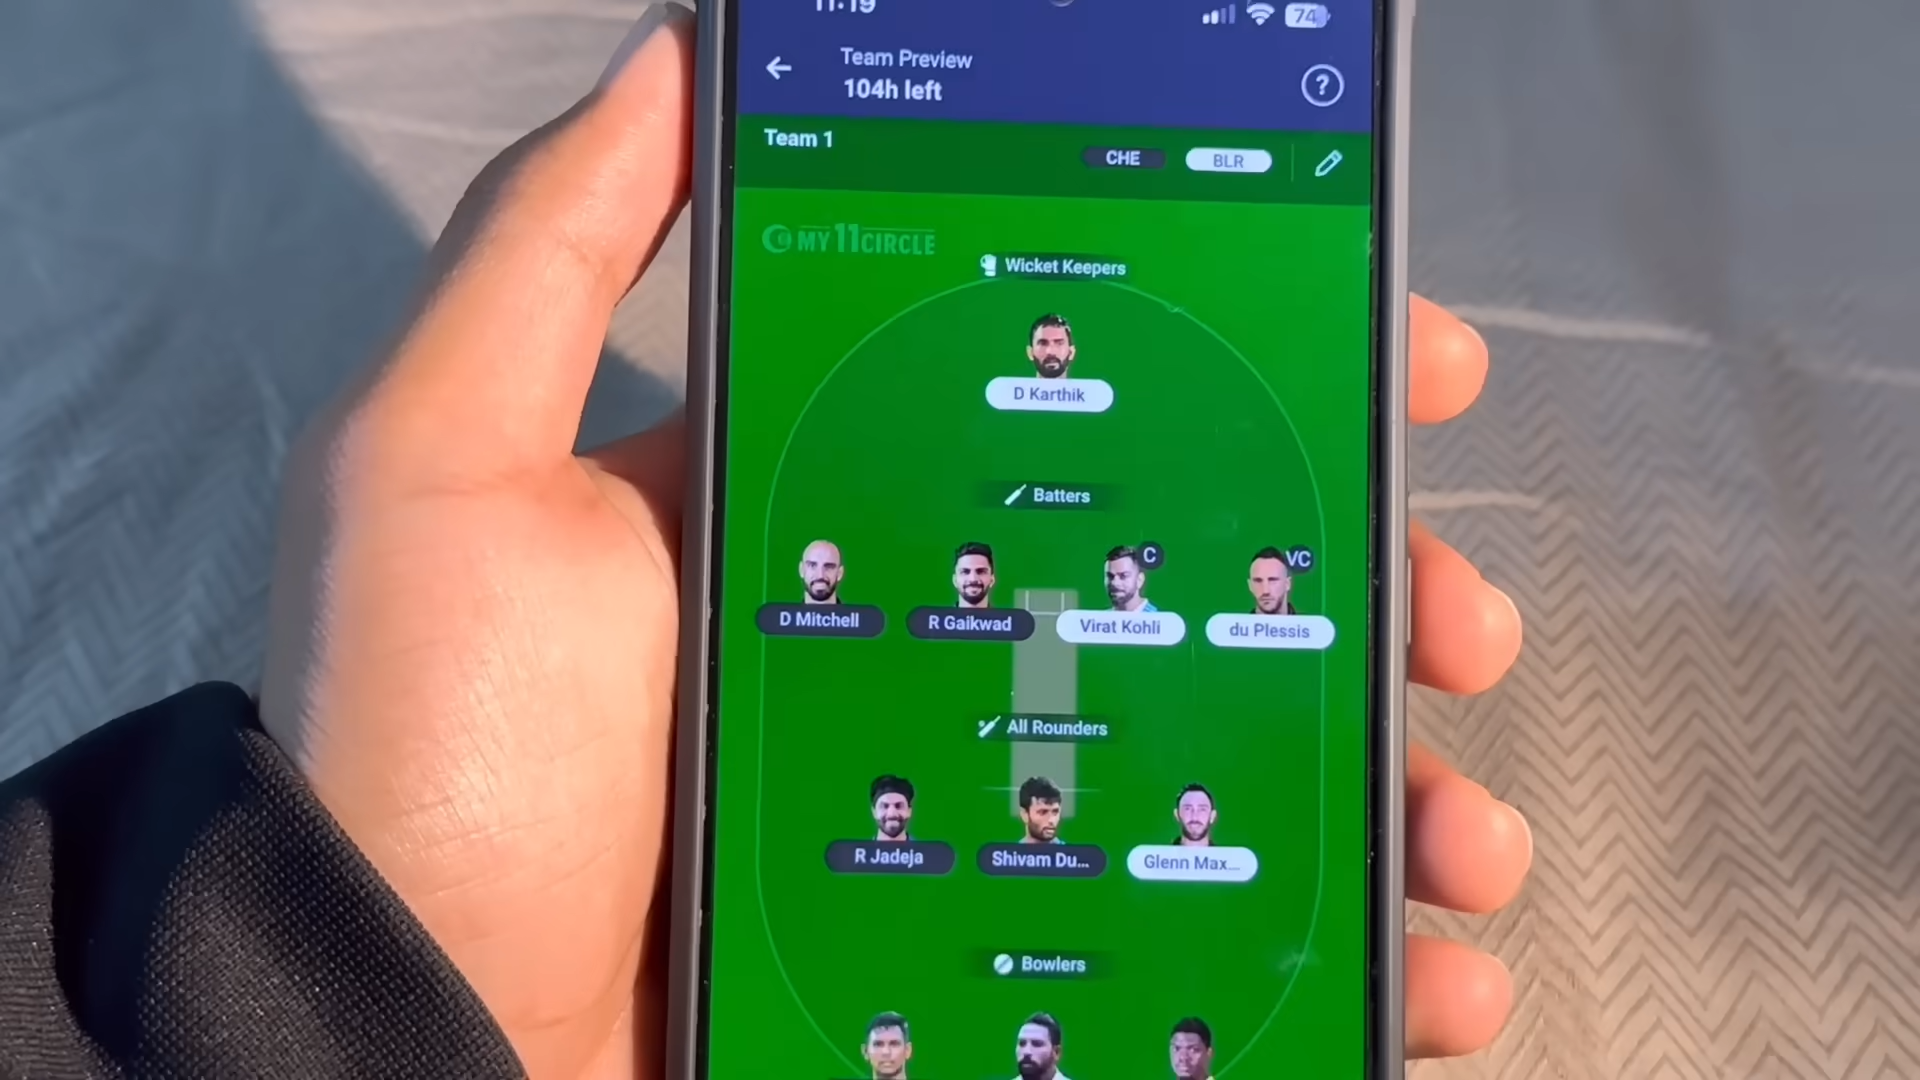 11:19
74
Team Preview
104h left
?
Team 1
CHE
BLR
MY11CIRCLE
Wicket Keepers
D Karthik
Batters
C
VC
D Mitchell
R Gaikwad
Virat Kohli
du Plessis
All Rounders
R Jadeja
Shivam Du...
Glenn Max...
Bowlers